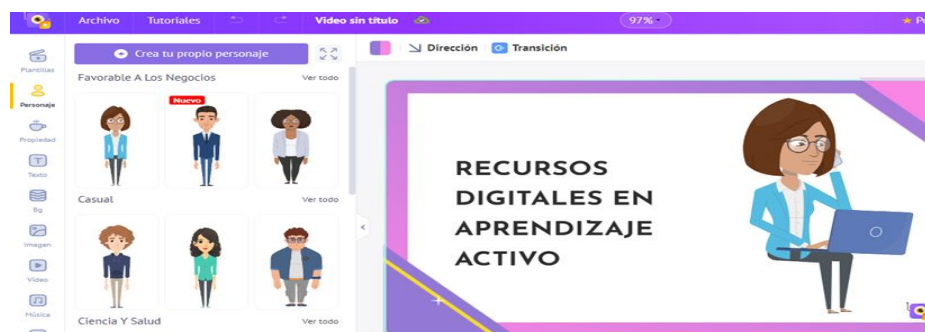 Archivo Tutoriales Video sin título 97%
Plantillas
Personaje
Propiedad
Texto
Bg
Imagen
Video
Música
Crea tu propio personaje
Favorable A Los Negocios Ver todo
Nuevo
Casual Ver todo
Ciencia Y Salud Ver todo
Dirección Transición
RECURSOS
DIGITALES EN
APRENDIZAJE
ACTIVO